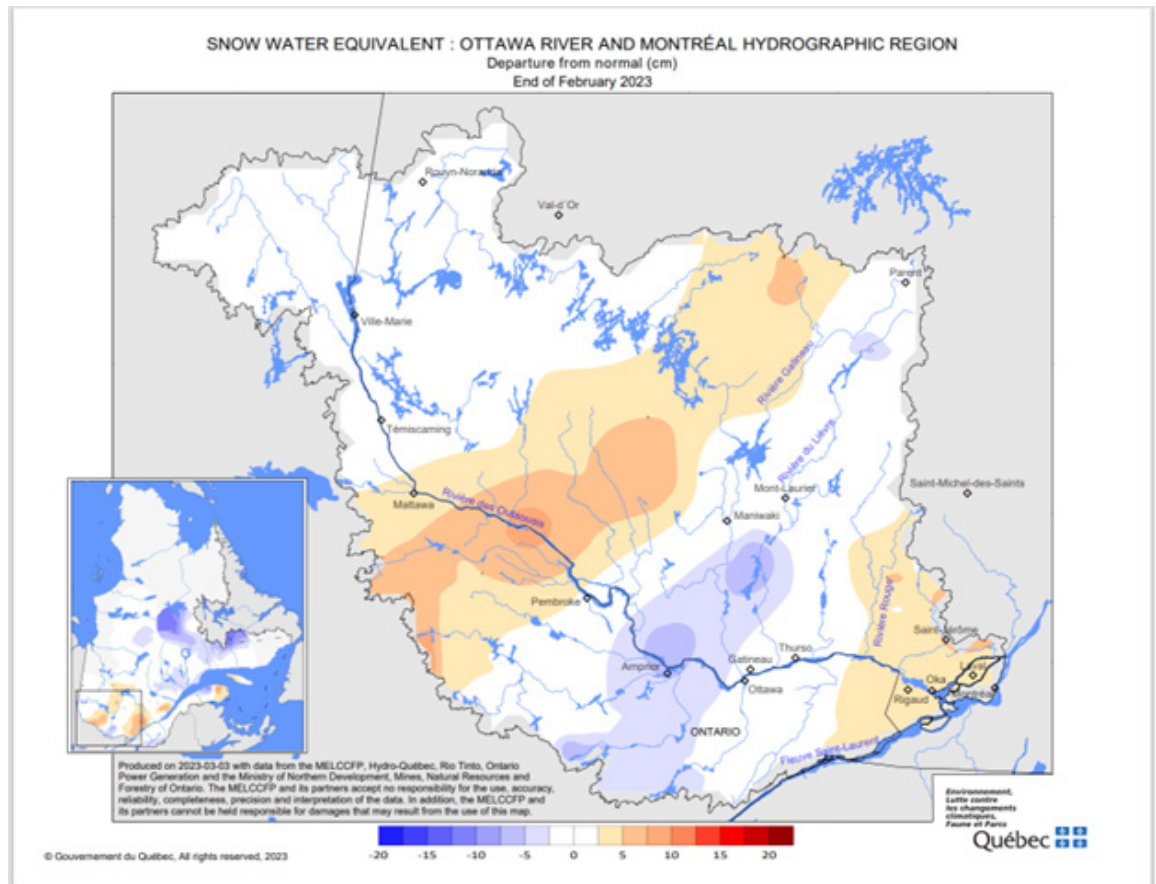 SNOW WATER EQUIVALENT : OTTAWA RIVER AND MONTRÉAL HYDROGRAPHIC REGION
Departure from normal (cm)
End of February 2023
Rouyn-Noranda
Val-d'Or
Parent
Ville-Marie
Rivière Gatineau
Témiscaming
Rivière du Lièvre
Saint-Michel-des-Saints
Mont-Laurier
Mattawa
Rivière des Outaouais
Maniwaki
Pembroke
Rivière Rouge
Saint-Jérôme
Arnprior
Gatineau
Thurso
Laval
Ottawa
Oka
Rigaud
Montréal
ONTARIO
Fleuve Saint-Laurent
Produced on 2023-03-03 with data from the MELCCFP, Hydro-Québec, Rio Tinto, Ontario
Power Generation and the Ministry of Northern Development, Mines, Natural Resources and
Forestry of Ontario. The MELCCFP and its partners accept no responsibility for the use, accuracy,
reliability, completeness, precision and interpretation of the data. In addition, the MELCCFP and
its partners cannot be held responsible for damages that may result from the use of this map.
Environnement,
Lutte contre
les changements
climatiques,
Faune et Parcs
Québec
-20 -15 -10 -5 0 5 10 15 20
© Gouvernement du Québec, All rights reserved, 2023